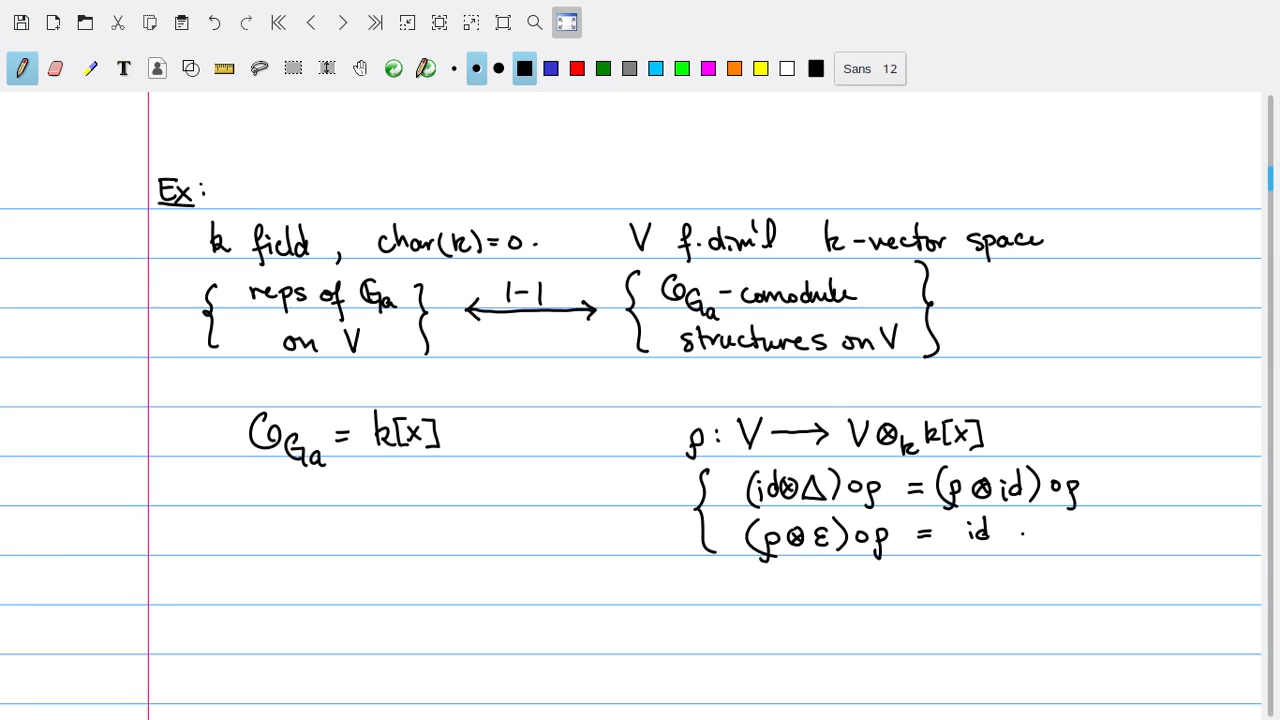 Sans 12
Ex:
k field , char(k)=0. V f.dim'l k-vector space
{ reps of 𝔾a on V } ⟷ 1-1 { 𝒪_𝔾a-comodule structures on V }
𝒪_𝔾a = k[x] ρ: V ⟶ V⊗_k k[x]
{ (id⊗Δ)∘ρ = (ρ⊗id)∘ρ
(ρ⊗ε)∘ρ = id .